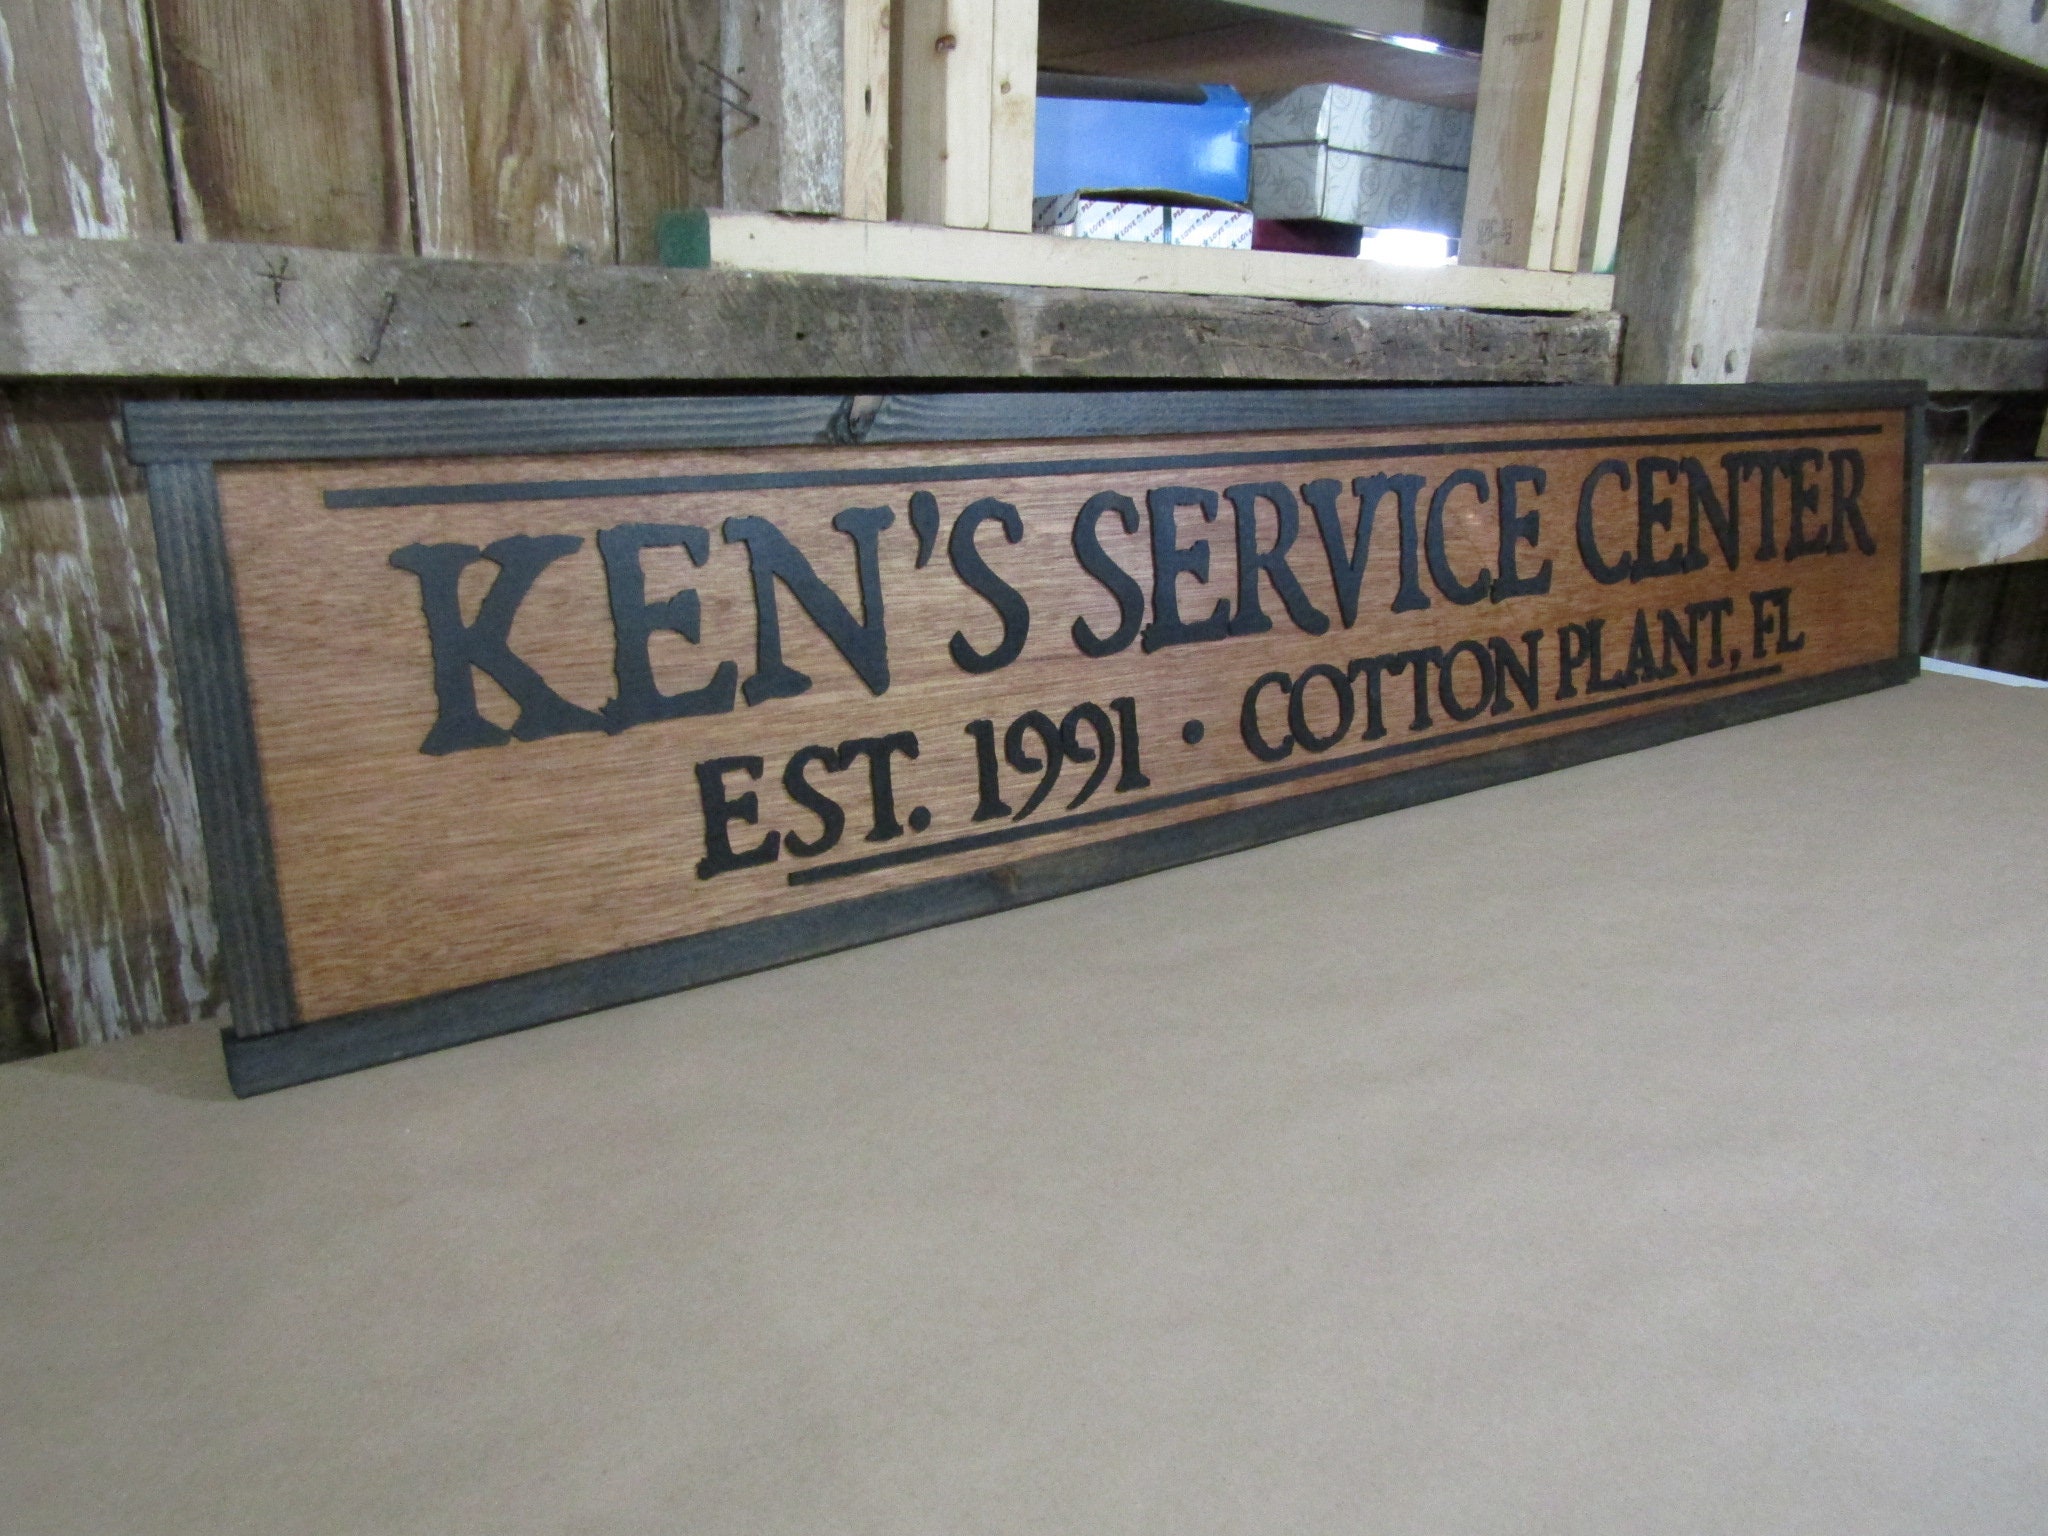 KEN'S SERVICE CENTER
EST. 1991 • COTTON PLANT, FL